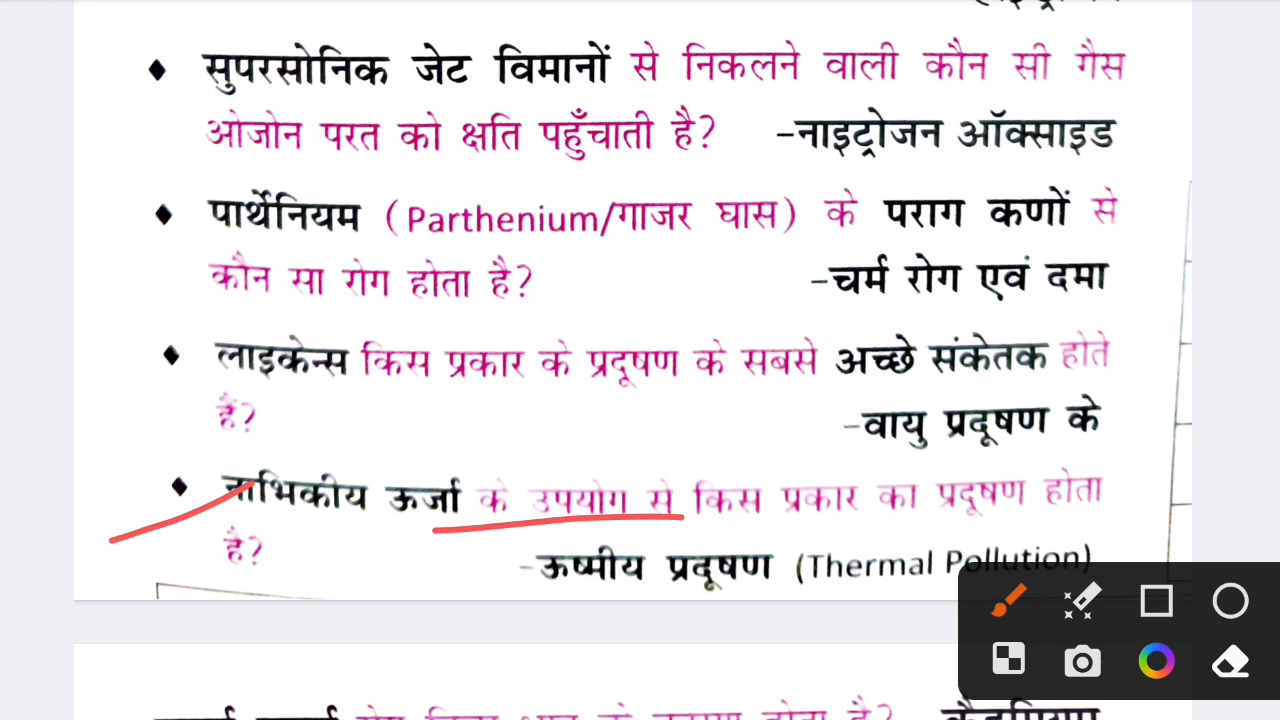 सुपरसोनिक जेट विमानों से निकलने वाली कौन सी गैस
ओजोन परत को क्षति पहुँचाती है? -नाइट्रोजन ऑक्साइड
पार्थेनियम (Parthenium/गाजर घास) के पराग कणों से
कौन सा रोग होता है? -चर्म रोग एवं दमा
लाइकेन्स किस प्रकार के प्रदूषण के सबसे अच्छे संकेतक होते
हैं? -वायु प्रदूषण के
नाभिकीय ऊर्जा के उपयोग से किस प्रकार का प्रदूषण होता
है? -ऊष्मीय प्रदूषण (Thermal Pollution)